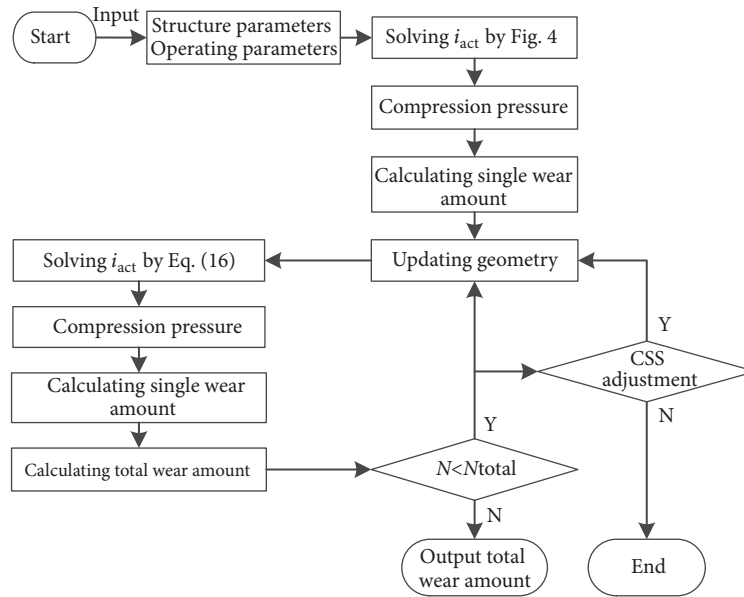 Start
Input
Structure parameters
Operating parameters
Solving i_act by Fig. 4
Compression pressure
Calculating single wear
amount
Updating geometry
Solving i_act by Eq. (16)
Compression pressure
Calculating single wear
amount
Calculating total wear amount
N<Ntotal
Y
N
Output total
wear amount
CSS
adjustment
Y
N
End